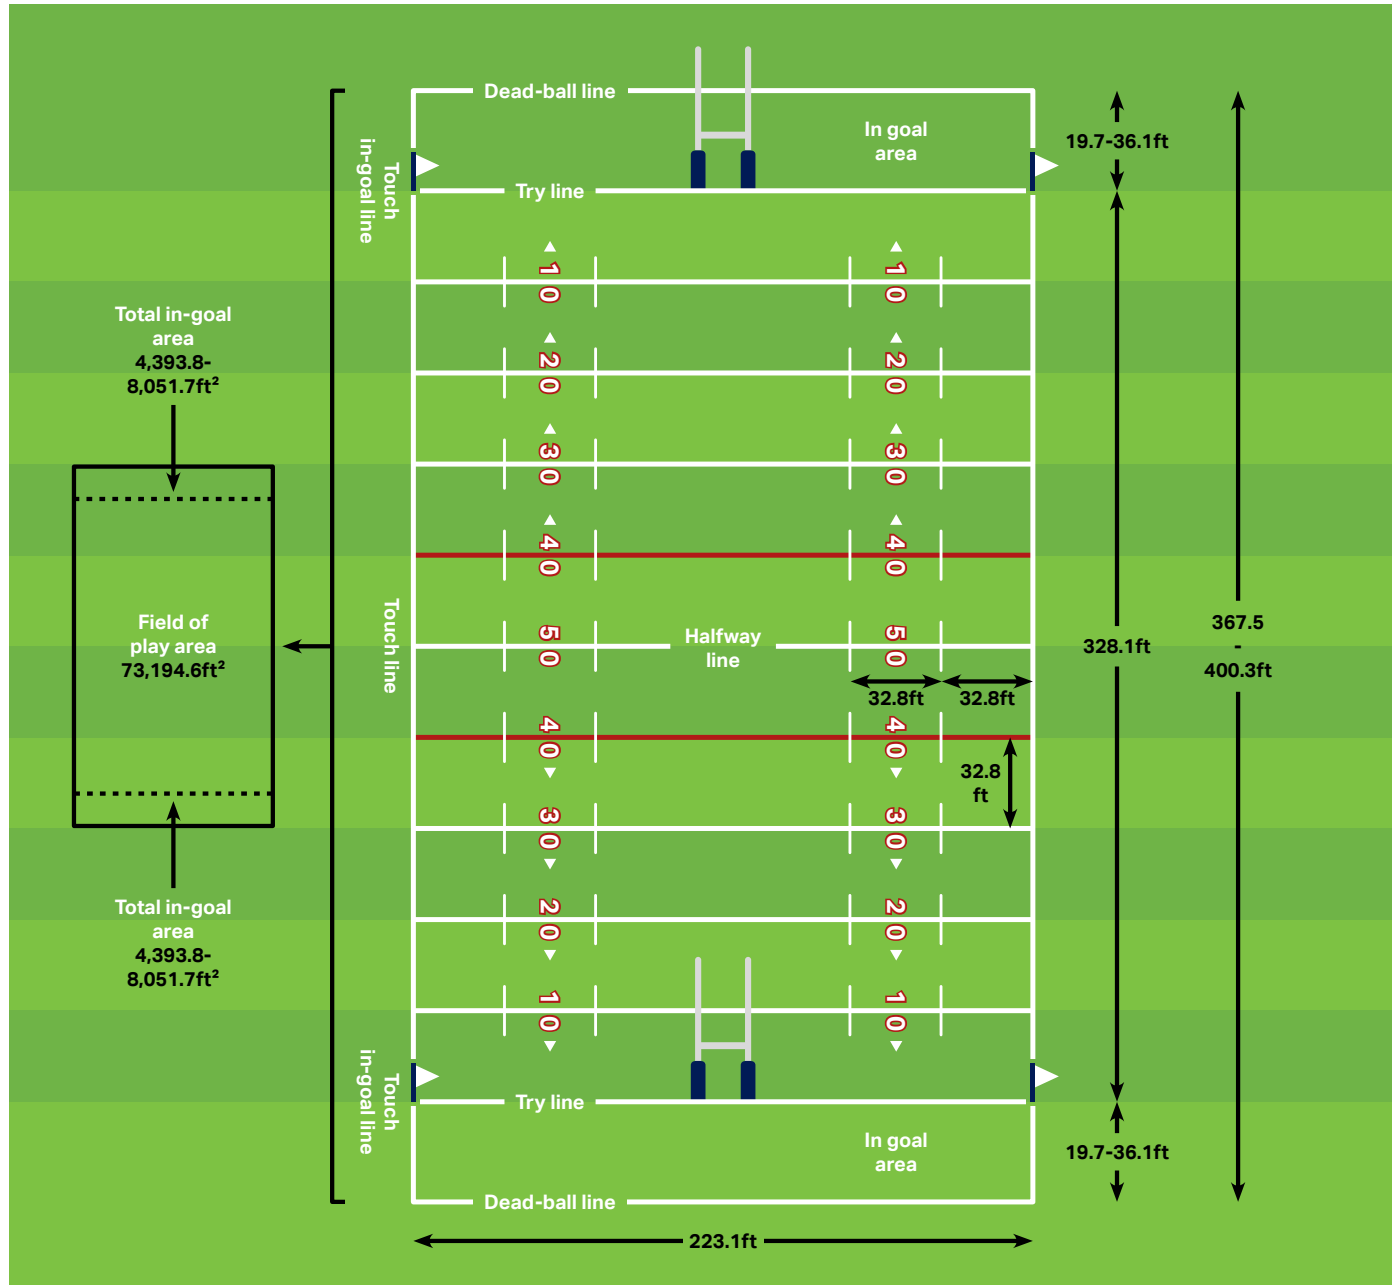 Dead-ball line
In goal
area
19.7-36.1ft
Touch
in-goal line
Try line
10
10
Total in-goal
area
4,393.8-
8,051.7ft²
20
20
30
30
40
40
Touch line
Field of
play area
73,194.6ft²
50
Halfway
line
50
328.1ft
367.5
-
400.3ft
32.8ft
32.8ft
40
40
32.8
ft
30
30
20
20
Total in-goal
area
4,393.8-
8,051.7ft²
10
10
Touch
in-goal line
Try line
In goal
area
19.7-36.1ft
Dead-ball line
223.1ft